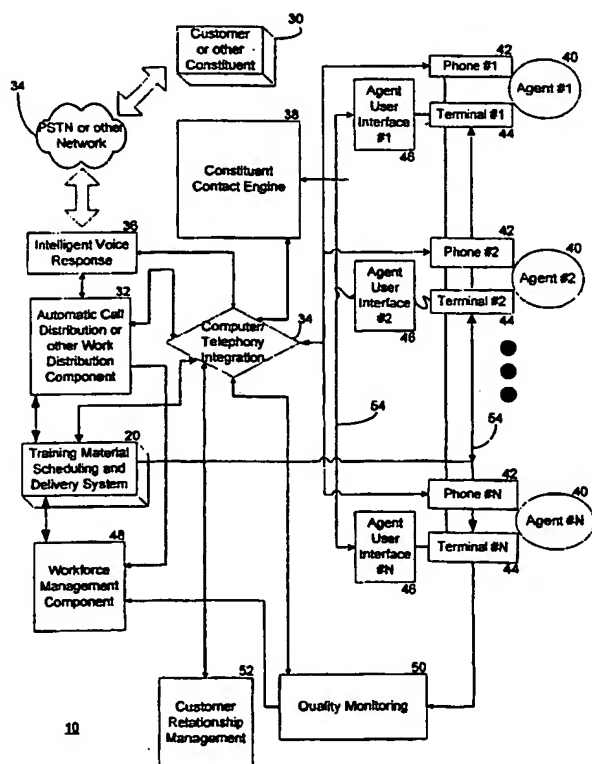 30
Customer
or other
Constituent
34
PSTN or other
Network
38
Constituent
Contact Engine
36
Intelligent Voice
Response
32
Automatic Call
Distribution or
other Work
Distribution
Component
Computer/
Telephony
Integration
34
20
Training Material
Scheduling and
Delivery System
48
Workforce
Management
Component
52
Customer
Relationship
Management
50
Quality Monitoring
10
42
Phone #1
40
Agent #1
Agent
User
Interface
#1
46
Terminal #1
44
42
Phone #2
40
Agent #2
Agent
User
Interface
#2
46
Terminal #2
44
54
54
42
Phone #N
40
Agent #N
Agent
User
Interface
#N
46
Terminal #N
44